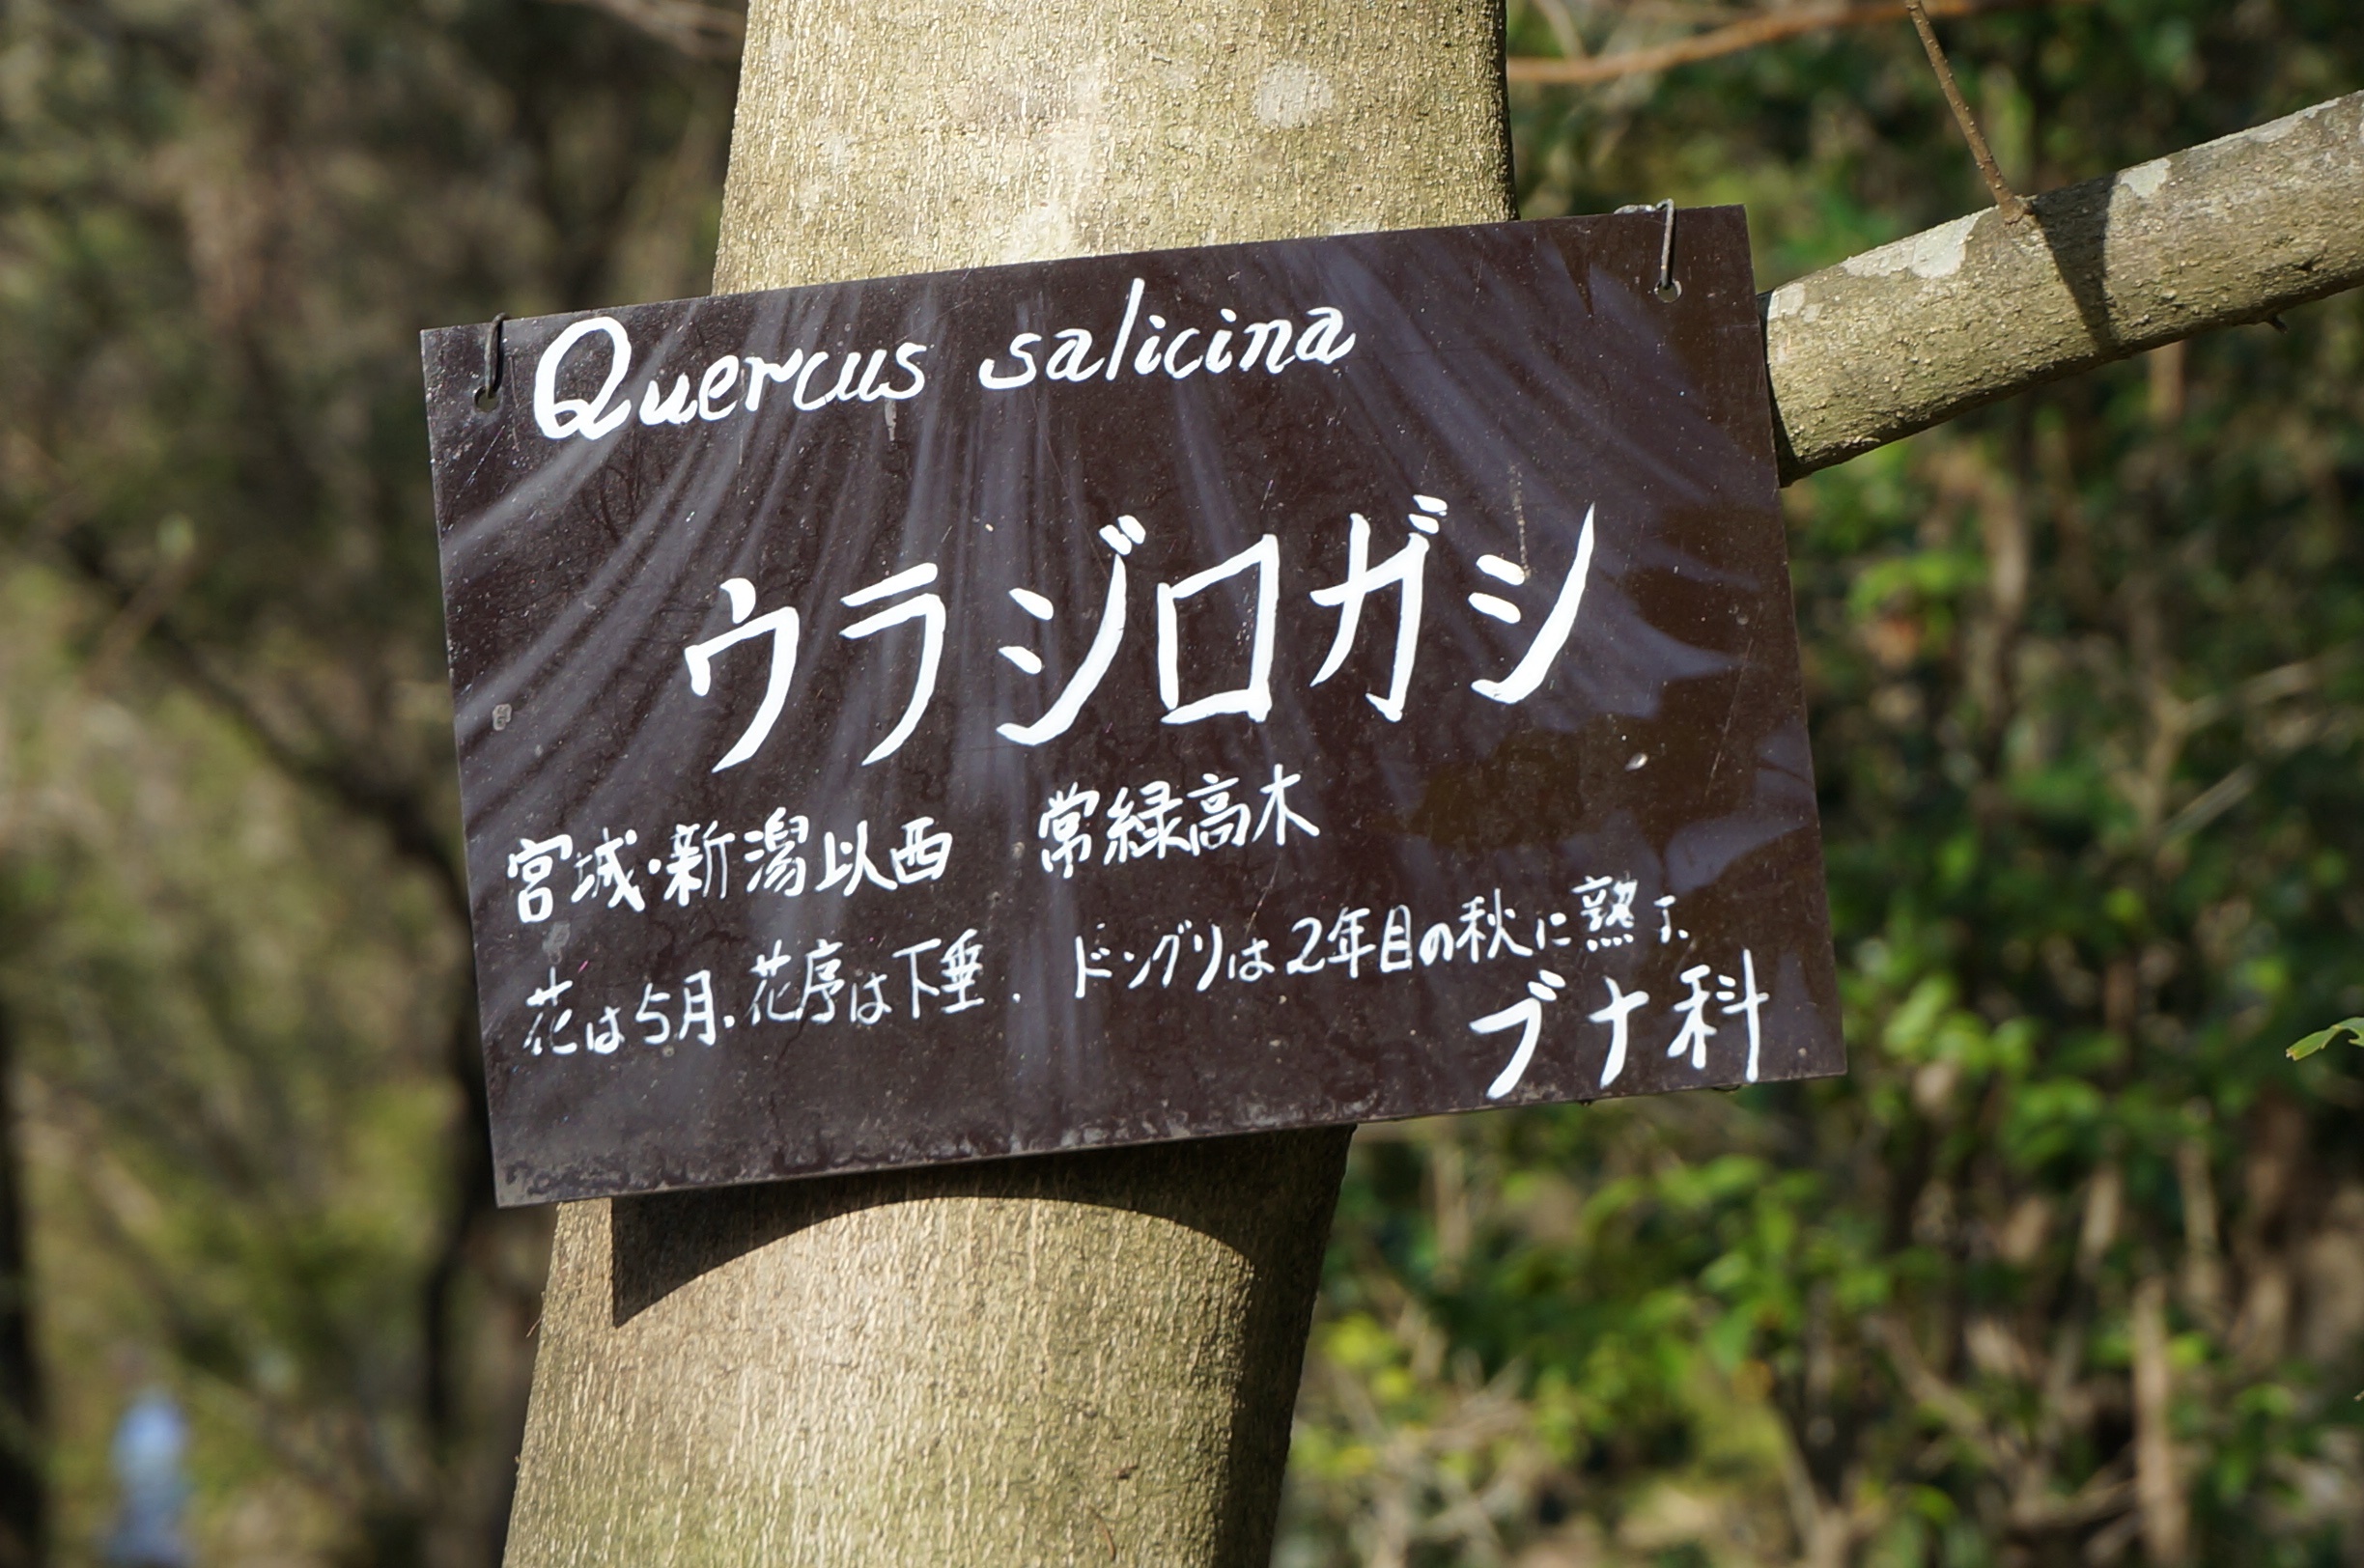 Quercus salicina
ウラジロガシ
宮城・新潟以西 常緑高木
花は5月.花序は下垂. ドングリは2年目の秋に熟す.
ブナ科